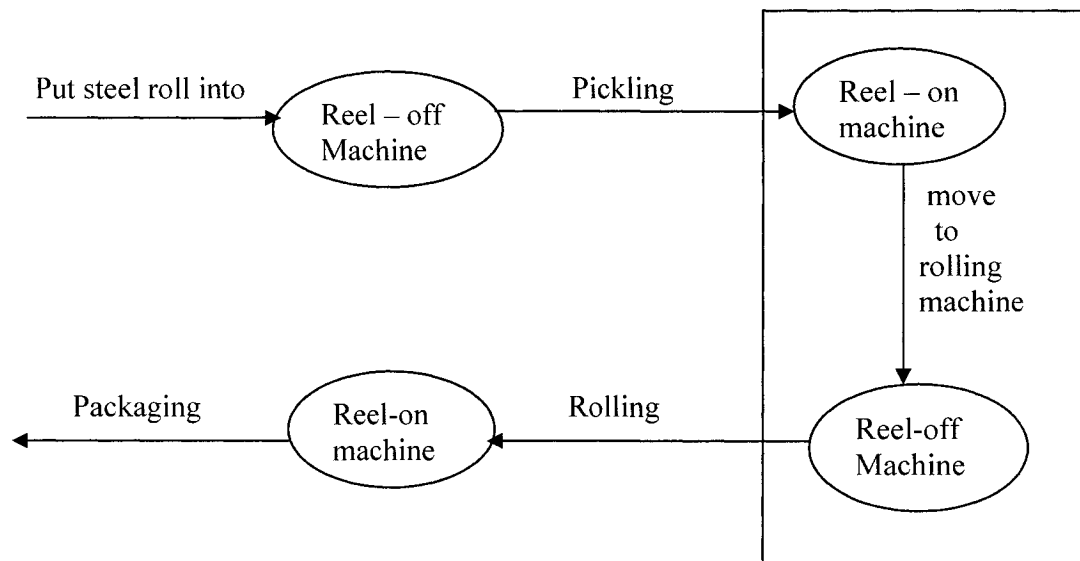 Put steel roll into
Reel – off
Machine
Pickling
Reel – on
machine
move
to
rolling
machine
Reel-off
Machine
Rolling
Reel-on
machine
Packaging